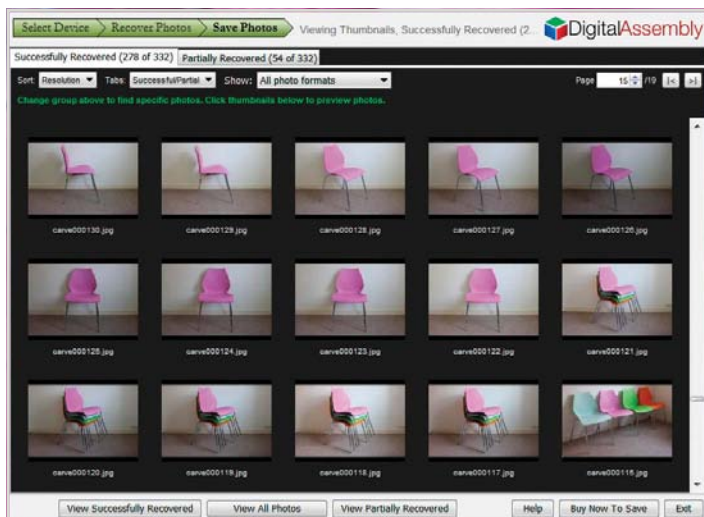 Select Device Recover Photos Save Photos Viewing Thumbnails, Successfully Recovered (2... DigitalAssembly
Successfully Recovered (278 of 332) Partially Recovered (54 of 332)
Sort: Resolution Tabs: Successful/Partial Show: All photo formats Page 15 /19 |< >|
Change group above to find specific photos. Click thumbnails below to preview photos.
carve000130.jpg carve000129.jpg carve000128.jpg carve000127.jpg carve000126.jpg
carve000125.jpg carve000124.jpg carve000123.jpg carve000122.jpg carve000121.jpg
carve000120.jpg carve000119.jpg carve000118.jpg carve000117.jpg carve000116.jpg
View Successfully Recovered View All Photos View Partially Recovered Help Buy Now To Save Exit